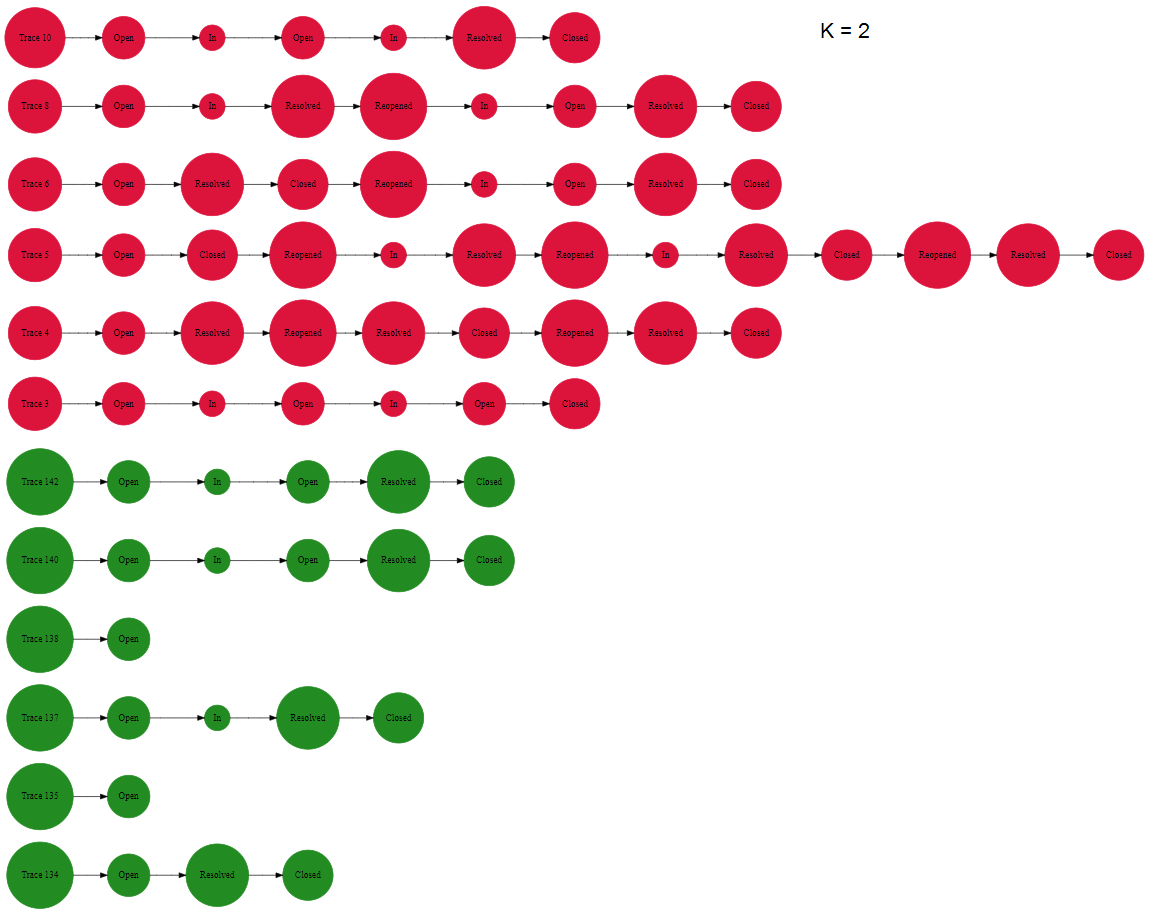 Trace 10 Open In Open In Resolved Closed
K = 2
Trace 8 Open In Resolved Reopened In Open Resolved Closed
Trace 6 Open Resolved Closed Reopened In Open Resolved Closed
Trace 5 Open Closed Reopened In Resolved Reopened In Resolved Closed Reopened Resolved Closed
Trace 4 Open Resolved Reopened Resolved Closed Reopened Resolved Closed
Trace 3 Open In Open In Open Closed
Trace 142 Open In Open Resolved Closed
Trace 140 Open In Open Resolved Closed
Trace 138 Open
Trace 137 Open In Resolved Closed
Trace 135 Open
Trace 134 Open Resolved Closed